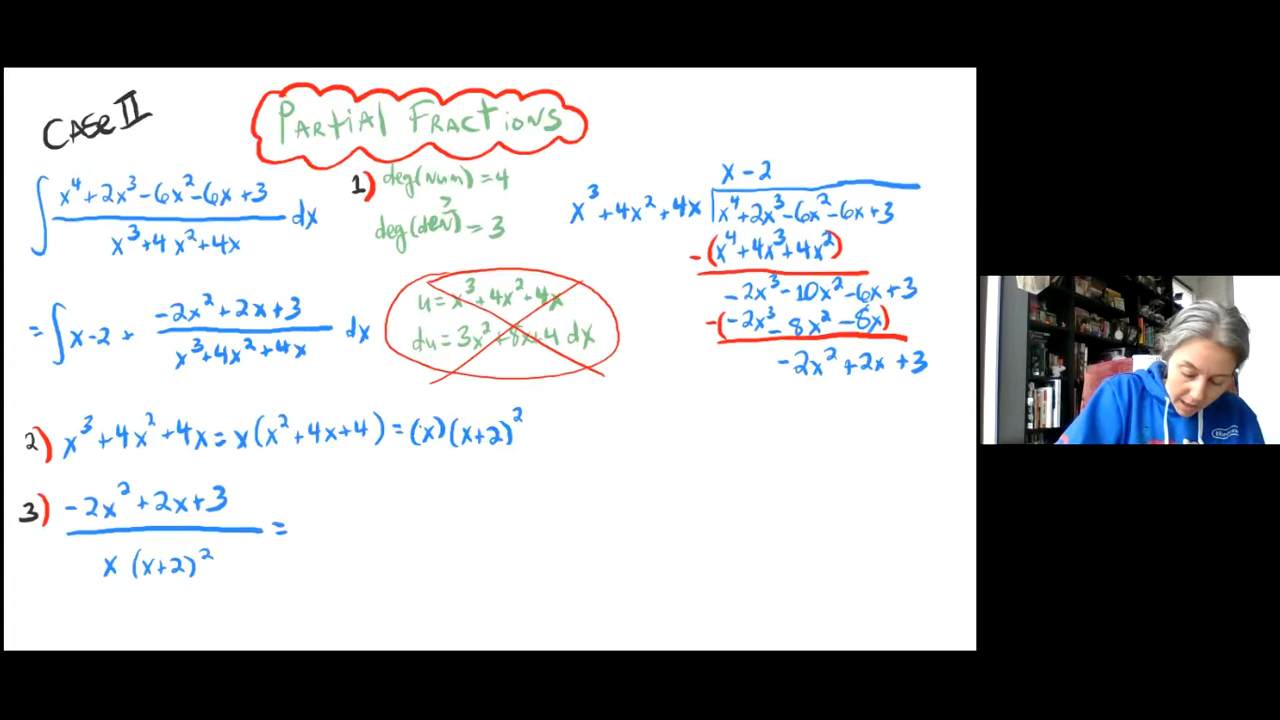 CASE II
PARTIAL FRACTIONS
∫ x⁴+2x³-6x²-6x+3 / x³+4x²+4x dx
1) deg(num) = 4
deg(den) = 3
?
u = x³+4x²+4x
du = 3x²+8x+4 dx
x-2
x³+4x²+4x x⁴+2x³-6x²-6x+3
-(x⁴+4x³+4x²)
-2x³-10x²-6x+3
-(-2x³-8x²-8x)
-2x²+2x+3
= ∫ x-2 + -2x²+2x+3 / x³+4x²+4x dx
2) x³+4x²+4x = x(x²+4x+4) = (x)(x+2)²
3) -2x²+2x+3 / x(x+2)² =